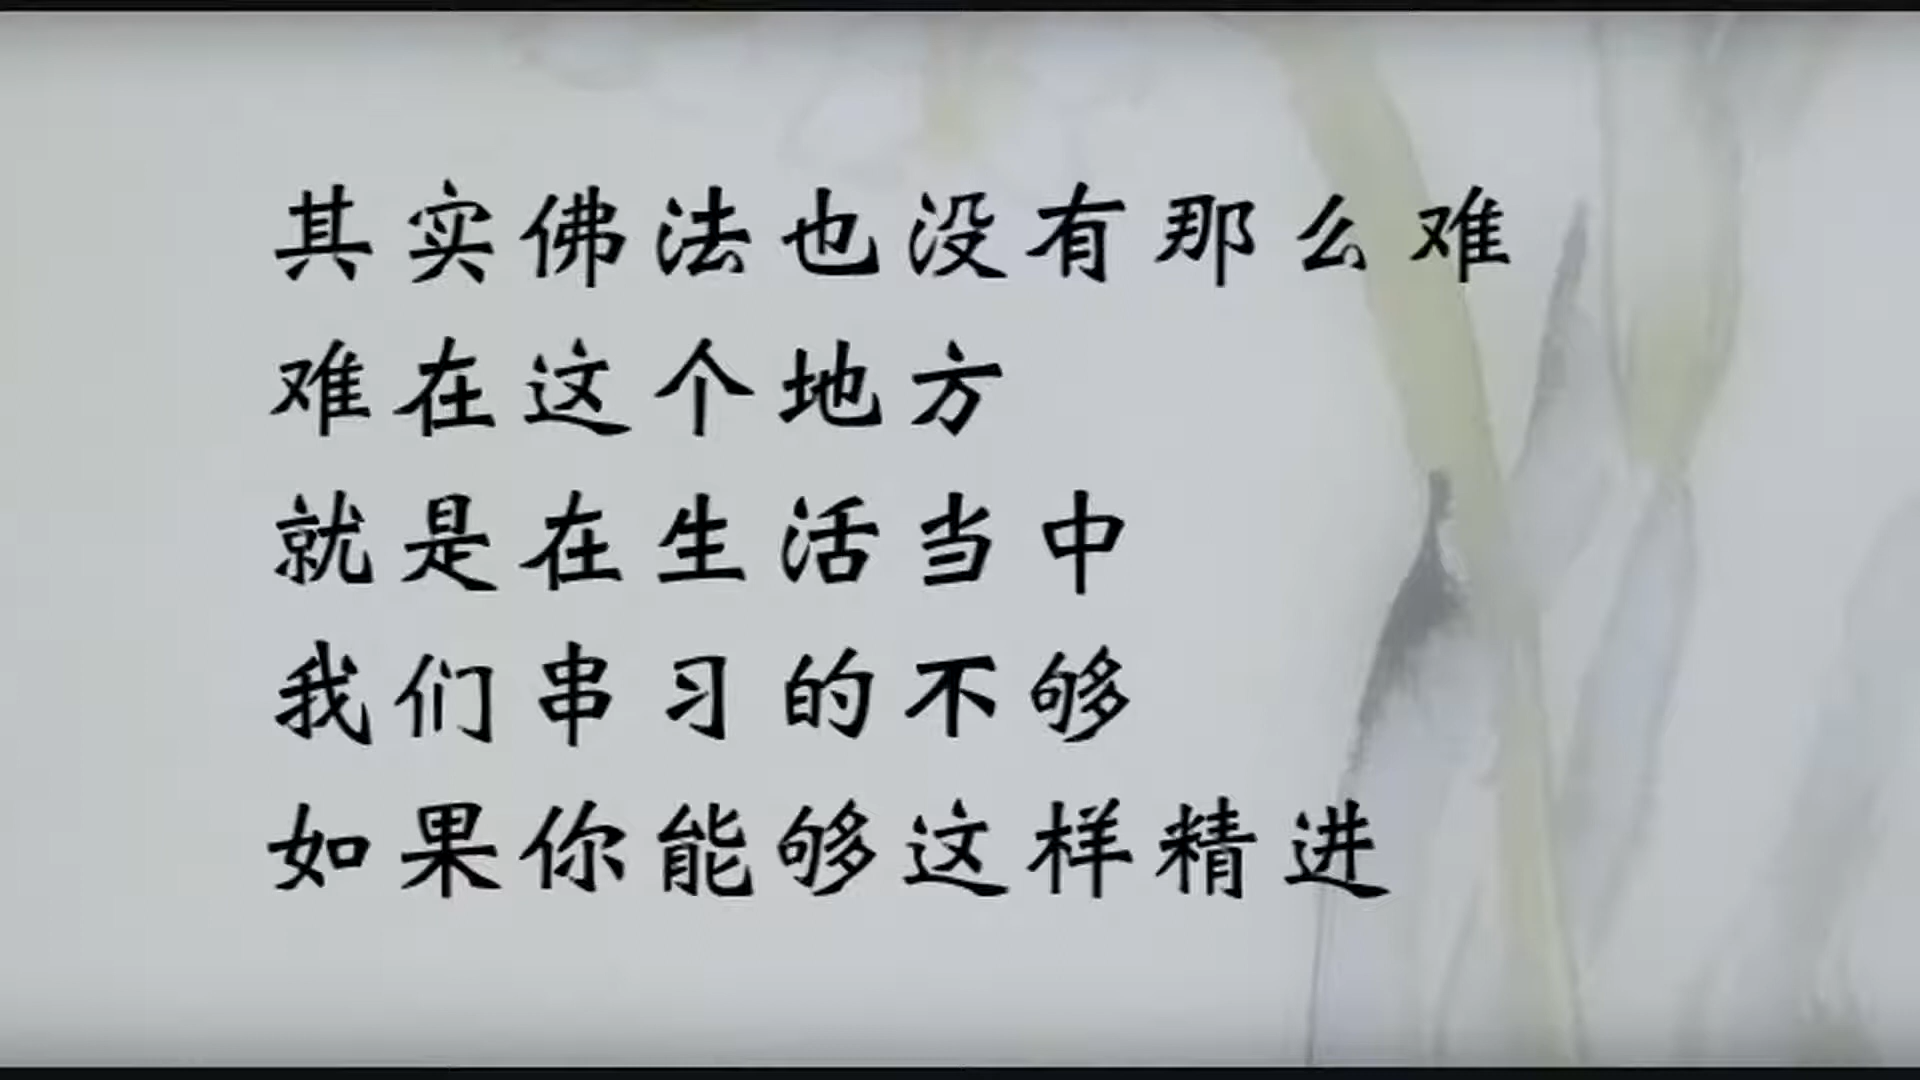 其实佛法也没有那么难
难在这个地方
就是在生活当中
我们串习的不够
如果你能够这样精进